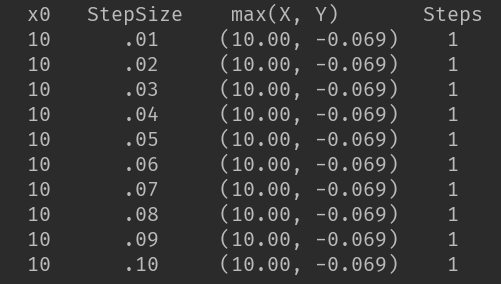 x0 StepSize max(X, Y) Steps
10 .01 (10.00, -0.069) 1
10 .02 (10.00, -0.069) 1
10 .03 (10.00, -0.069) 1
10 .04 (10.00, -0.069) 1
10 .05 (10.00, -0.069) 1
10 .06 (10.00, -0.069) 1
10 .07 (10.00, -0.069) 1
10 .08 (10.00, -0.069) 1
10 .09 (10.00, -0.069) 1
10 .10 (10.00, -0.069) 1